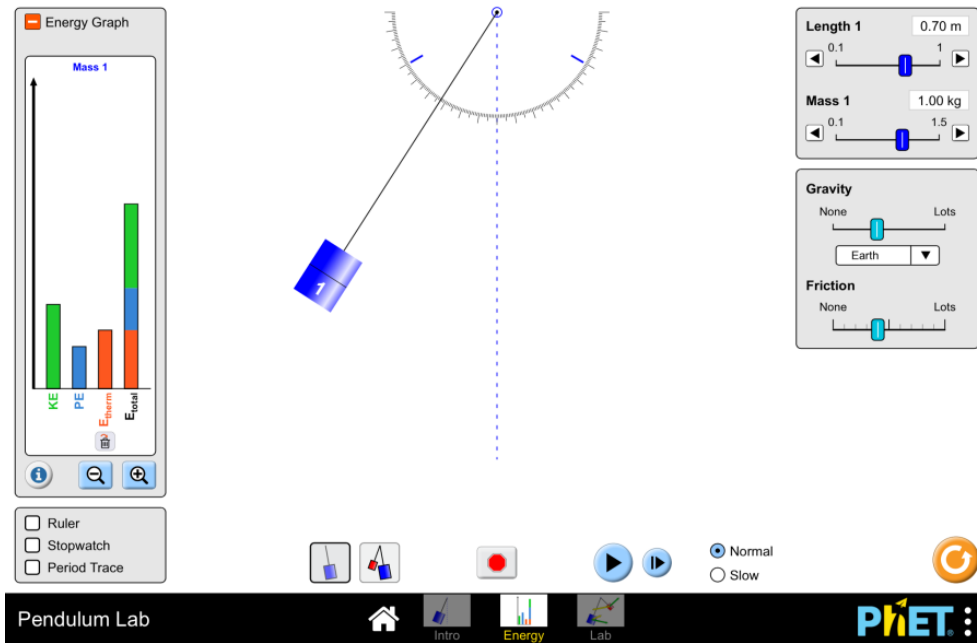 Energy Graph
Mass 1
KE
PE
Etherm
Etotal
Ruler
Stopwatch
Period Trace
1
Length 1
0.70 m
0.1 1
Mass 1
1.00 kg
0.1 1.5
Gravity
None Lots
Earth
Friction
None Lots
Normal
Slow
Pendulum Lab
Intro
Energy
Lab
PhET